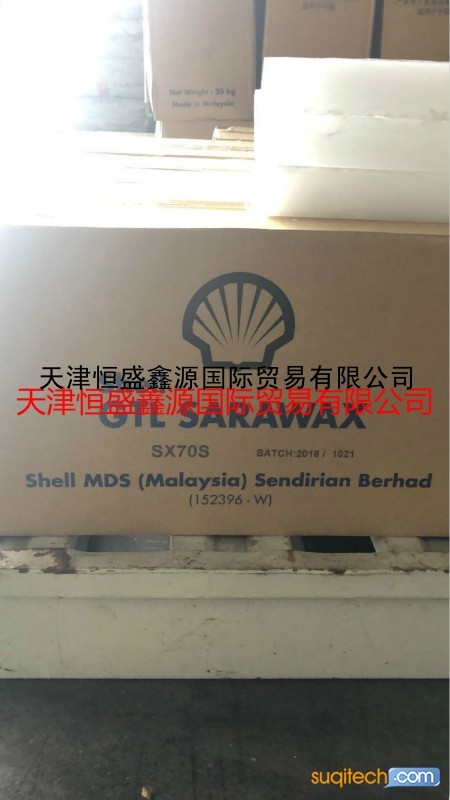 Net Weight : 25 kg
Made in Malaysia
天津恒盛鑫源国际贸易有限公司
天津恒盛鑫源国际贸易有限公司
GTL SARAWAX
SX70S
BATCH:2018 / 1021
Shell MDS (Malaysia) Sendirian Berhad
(152396 - W)
suqitech.com